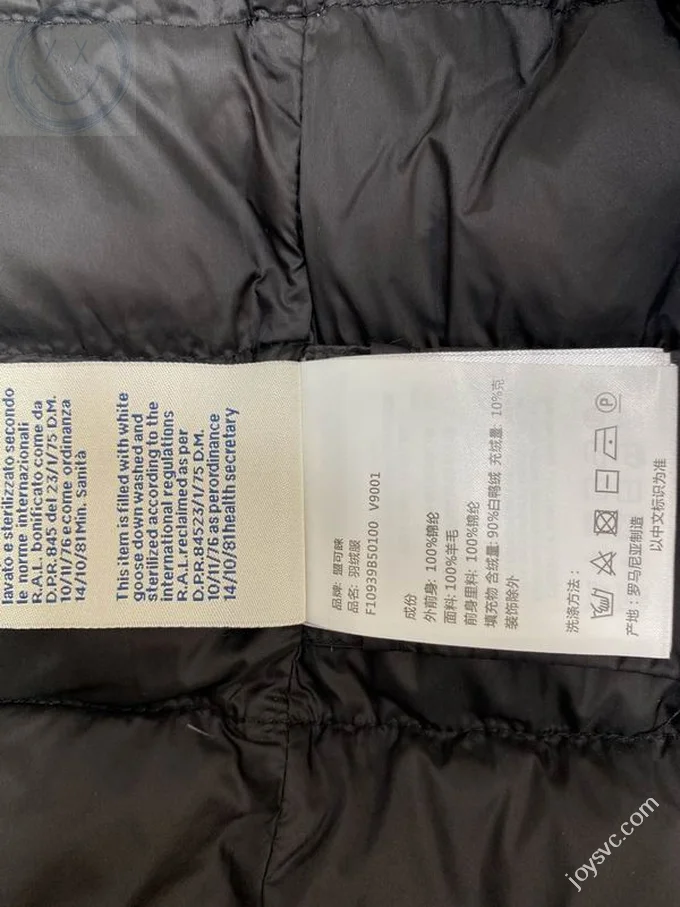 lavato e sterilizzato secondo
le norme internazionali
R.A.L. bonificato come da
D.P.R. 845 del 23/1/75 D.M.
10/11/76 e come ordinanza
14/10/81 Min. Sanità
This item is filled with white
goose down washed and
sterilized according to the
international regulations
R.A.L.reclaimed as per
D.P.R.84523/1/75 D.M.
10/11/76 as perordinance
14/10/81 health secretary
品牌: 盟可睐
品名: 羽绒服
F10939B50100 V9001
成份
外前身: 100%锦纶
面料: 100%羊毛
前身里料: 100%锦纶
填充物 含绒量: 90%白鸭绒 充绒量: 10%克
装饰除外
洗涤方法:
产地: 罗马尼亚制造
以中文标识为准
joysvc.com